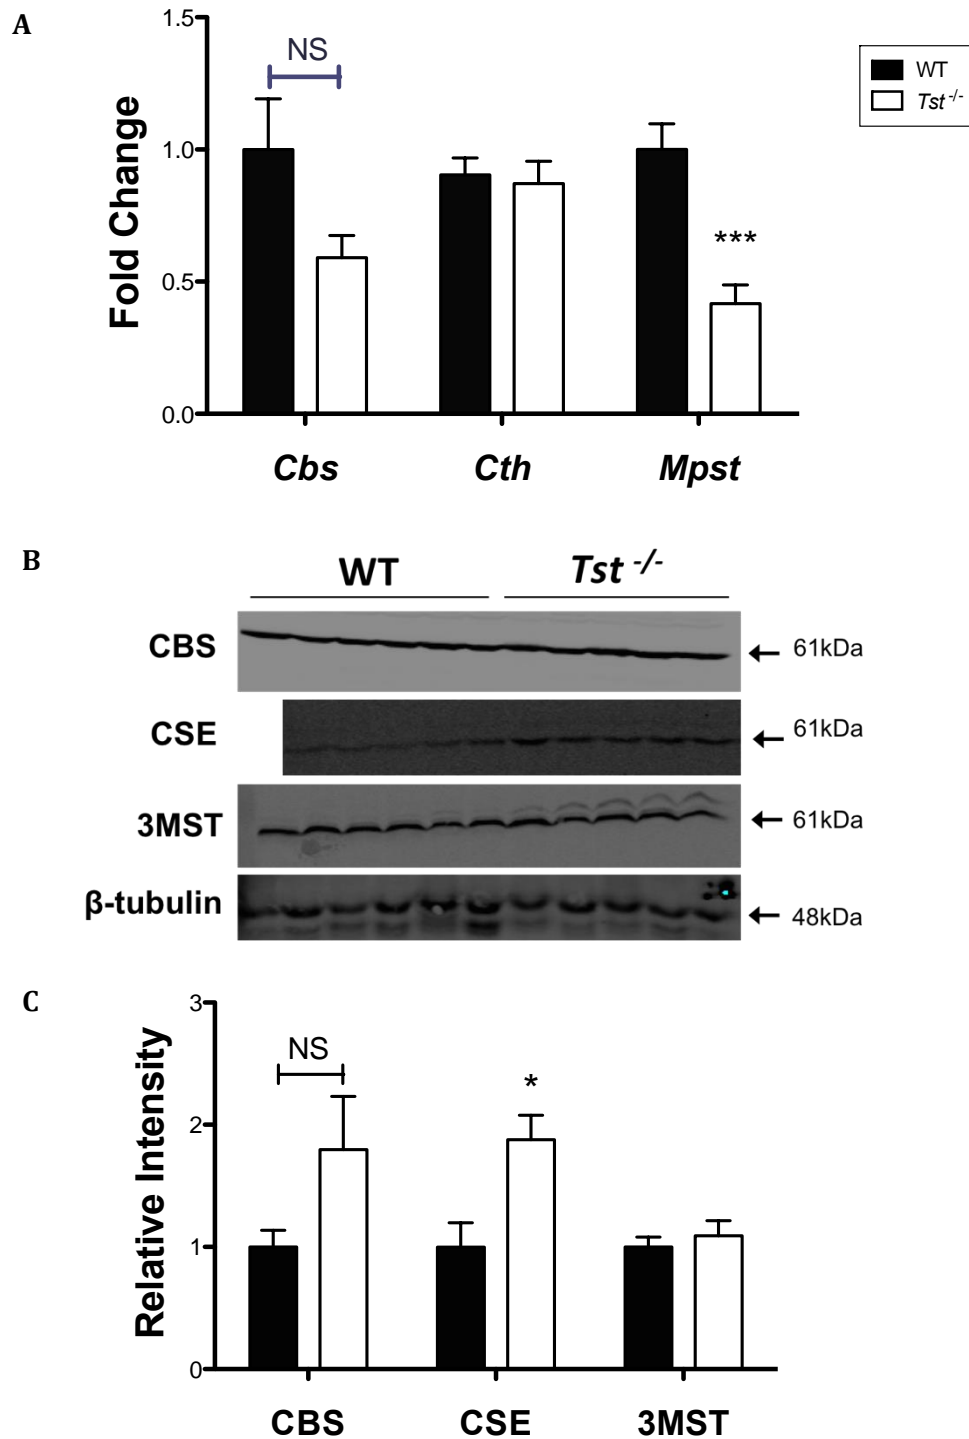 A
1.5
NS
WT
Tst -/-
1.0
***
0.5
0.0
Fold Change
Cbs Cth Mpst
B
WT Tst -/-
CBS 61kDa
CSE 61kDa
3MST 61kDa
β-tubulin 48kDa
C
3
NS
*
2
1
0
Relative Intensity
CBS CSE 3MST